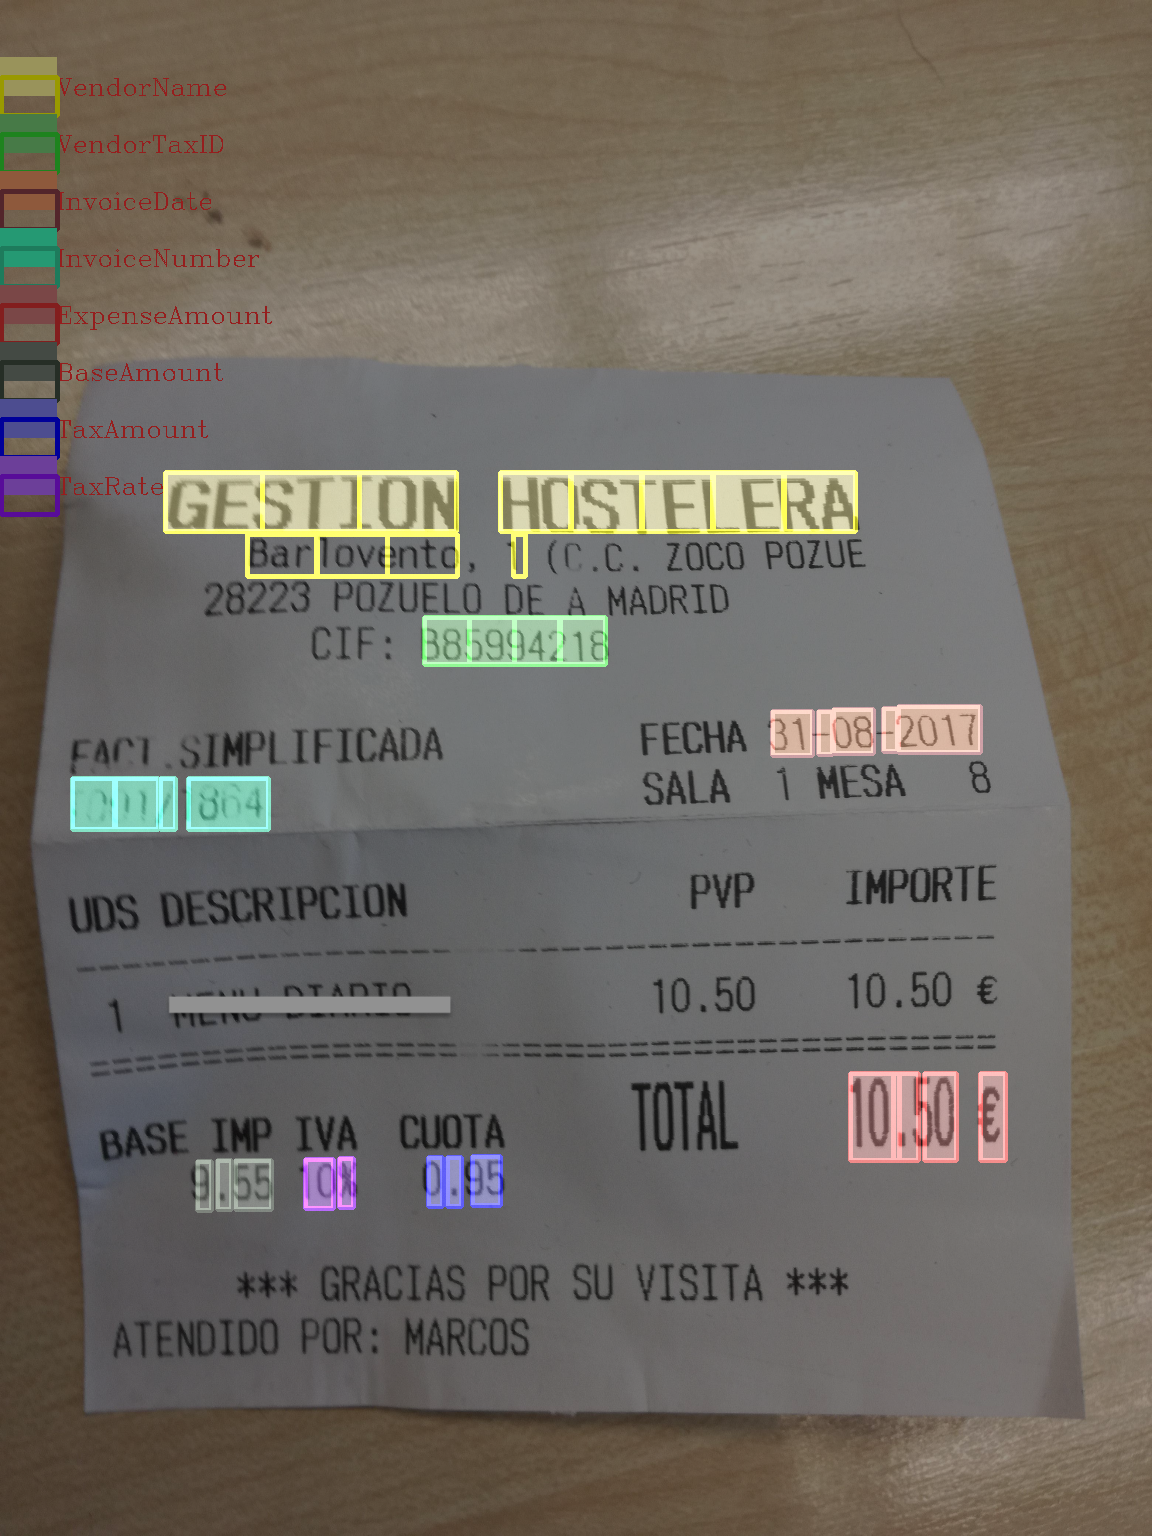 VendorName
VendorTaxID
InvoiceDate
InvoiceNumber
ExpenseAmount
BaseAmount
TaxAmount
TaxRate
GESTION HOSTELERA
Barlovento, 1 (C.C. ZOCO POZUE
28223 POZUELO DE A MADRID
CIF: B85994218
FACT.SIMPLIFICADA
FECHA 31-08-2017
SALA 1 MESA 8
UDS DESCRIPCION PVP IMPORTE
1 MENU DIARIO 10.50 10.50 €
TOTAL 10.50 €
BASE IMP IVA CUOTA
9.55 10% 0.95
*** GRACIAS POR SU VISITA ***
ATENDIDO POR: MARCOS